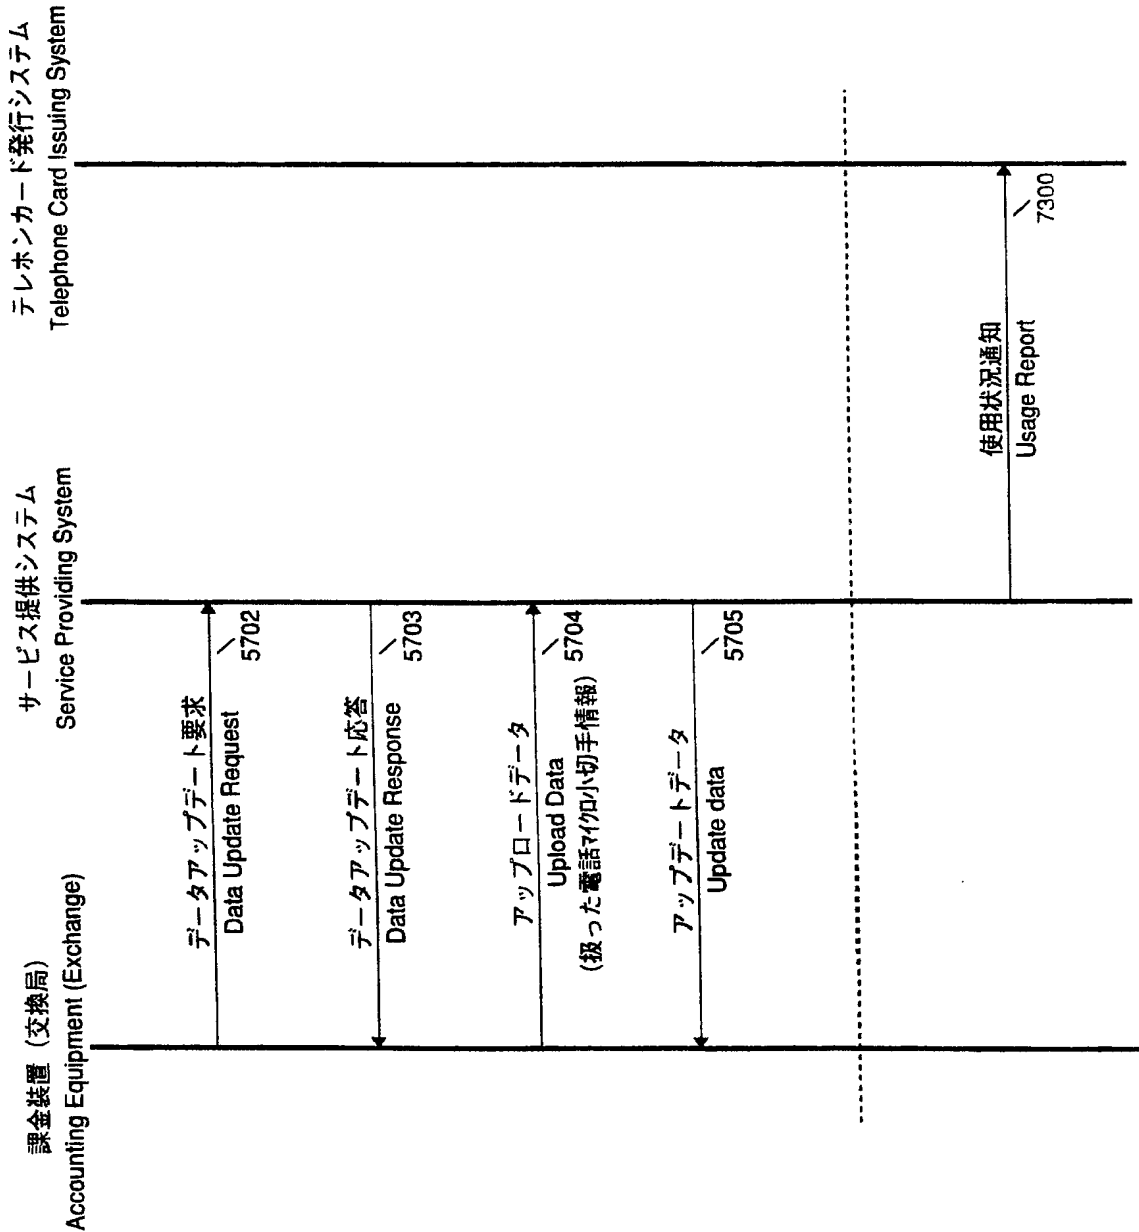 課金装置 (交換局)
Accounting Equipment (Exchange)
サービス提供システム
Service Providing System
テレホンカード発行システム
Telephone Card Issuing System
データアップデート要求
Data Update Request
5702
データアップデート応答
Data Update Response
5703
アップロードデータ
Upload Data
(扱った電話マイクロ小切手情報)
5704
アップデートデータ
Update data
5705
使用状況通知
Usage Report
7300